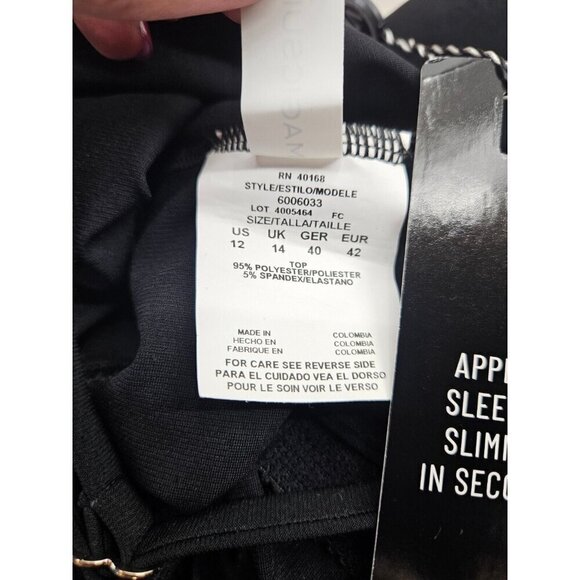 RN 40168
STYLE/ESTILO/MODELE
6006033
LOT 4005464 FC
SIZE/TALLA/TAILLE
US UK GER EUR
12 14 40 42
TOP
95% POLYESTER/POLIESTER
5% SPANDEX/ELASTANO
MADE IN COLOMBIA
HECHO EN COLOMBIA
FABRIQUE EN COLOMBIA
FOR CARE SEE REVERSE SIDE
PARA EL CUIDADO VEA EL DORSO
POUR LE SOIN VOIR LE VERSO
IN